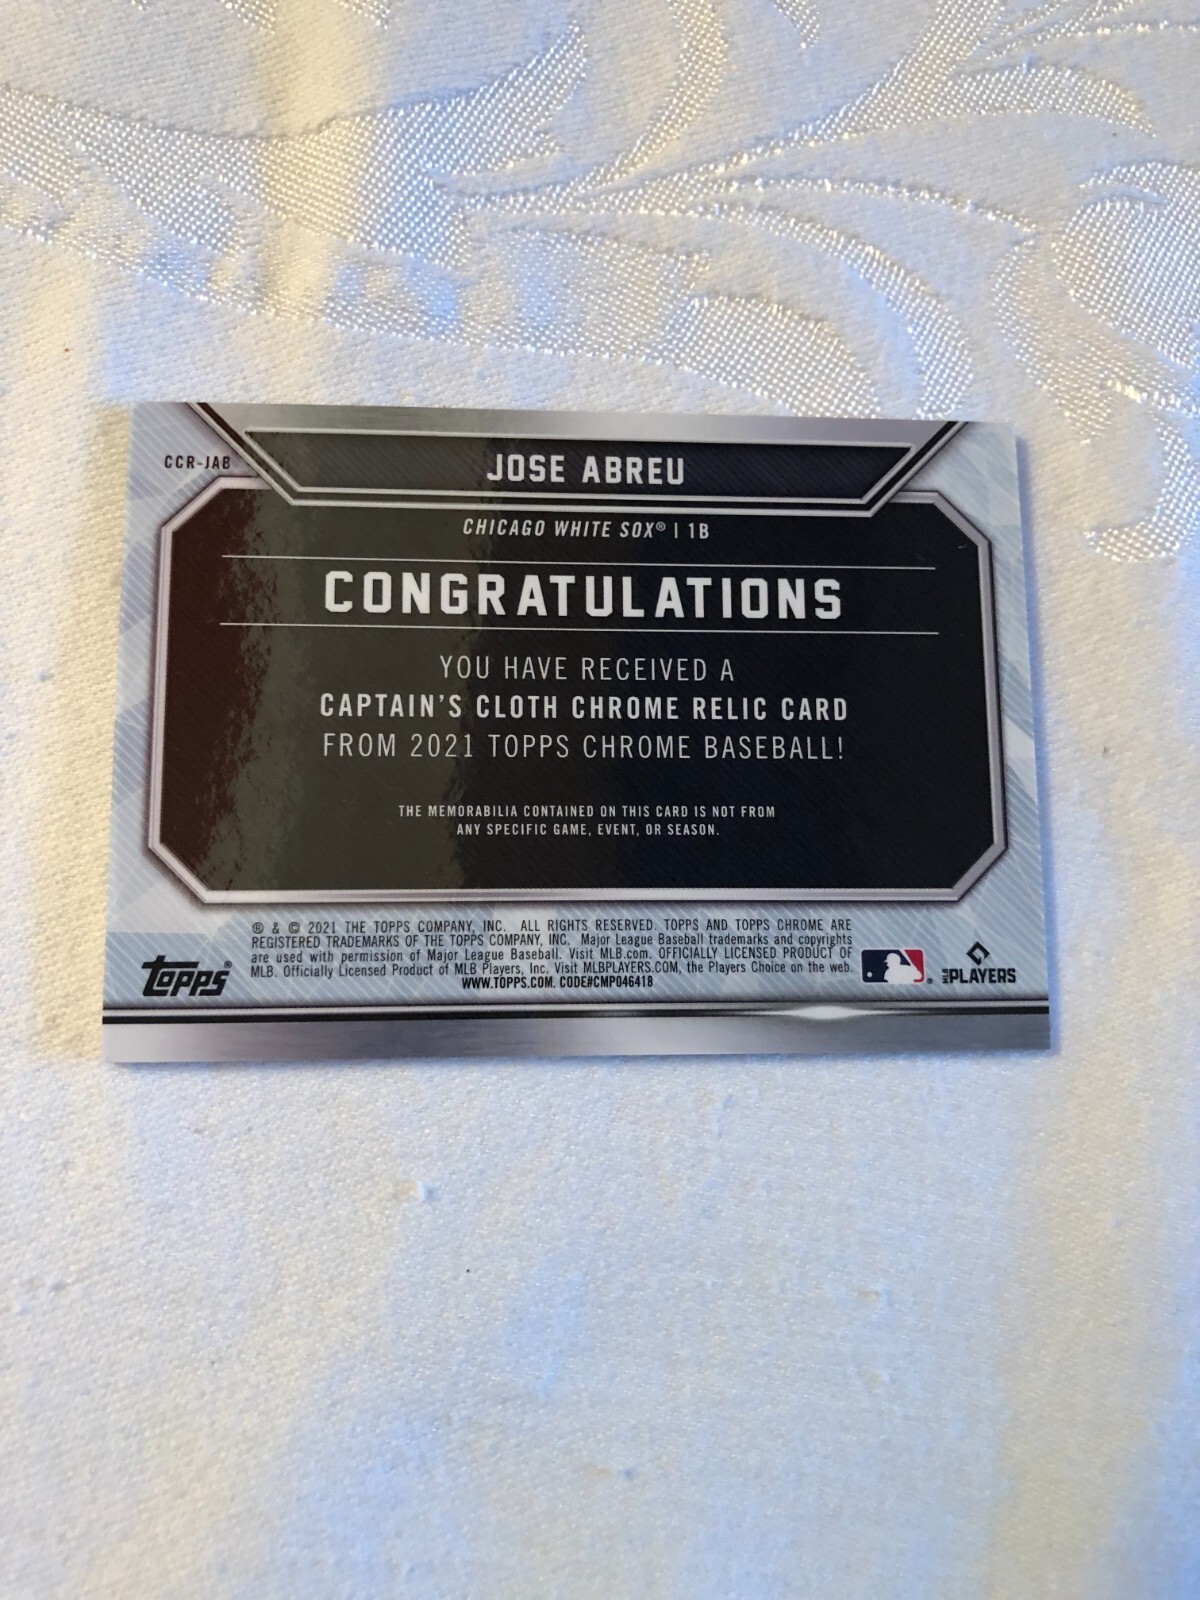 CCR-JAB
JOSE ABREU
CHICAGO WHITE SOX® | 1B
CONGRATULATIONS
YOU HAVE RECEIVED A
CAPTAIN'S CLOTH CHROME RELIC CARD
FROM 2021 TOPPS CHROME BASEBALL!
THE MEMORABILIA CONTAINED ON THIS CARD IS NOT FROM
ANY SPECIFIC GAME, EVENT, OR SEASON.
® & © 2021 THE TOPPS COMPANY, INC. ALL RIGHTS RESERVED. TOPPS AND TOPPS CHROME ARE
REGISTERED TRADEMARKS OF THE TOPPS COMPANY, INC. Major League Baseball trademarks and copyrights
are used with permission of Major League Baseball. Visit MLB.com. OFFICIALLY LICENSED PRODUCT OF
MLB. Officially Licensed Product of MLB Players, Inc. Visit MLBPLAYERS.COM, the Players Choice on the web.
WWW.TOPPS.COM. CODE#CMP046418
topps®
MLB PLAYERS